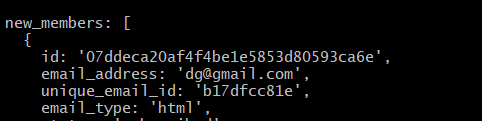 new_members: [
{
id: '07ddeca20af4f4be1e5853d80593ca6e',
email_address: 'dg@gmail.com',
unique_email_id: 'b17dfcc81e',
email_type: 'html',